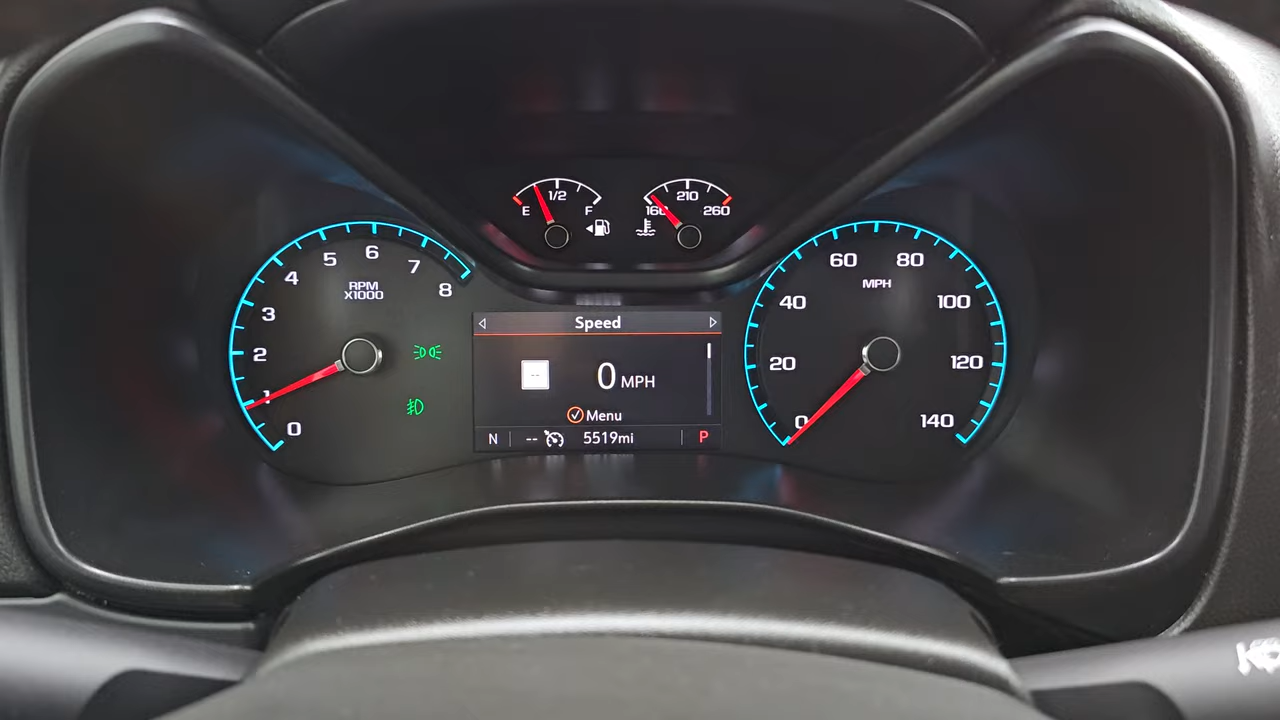 1/2
E F
210
160 260
0 1 2 3 4 5 6 7 8
RPM
X1000
Speed
-- 0 MPH
Menu
N -- 5519mi P
0 20 40 60 80 100 120 140
MPH